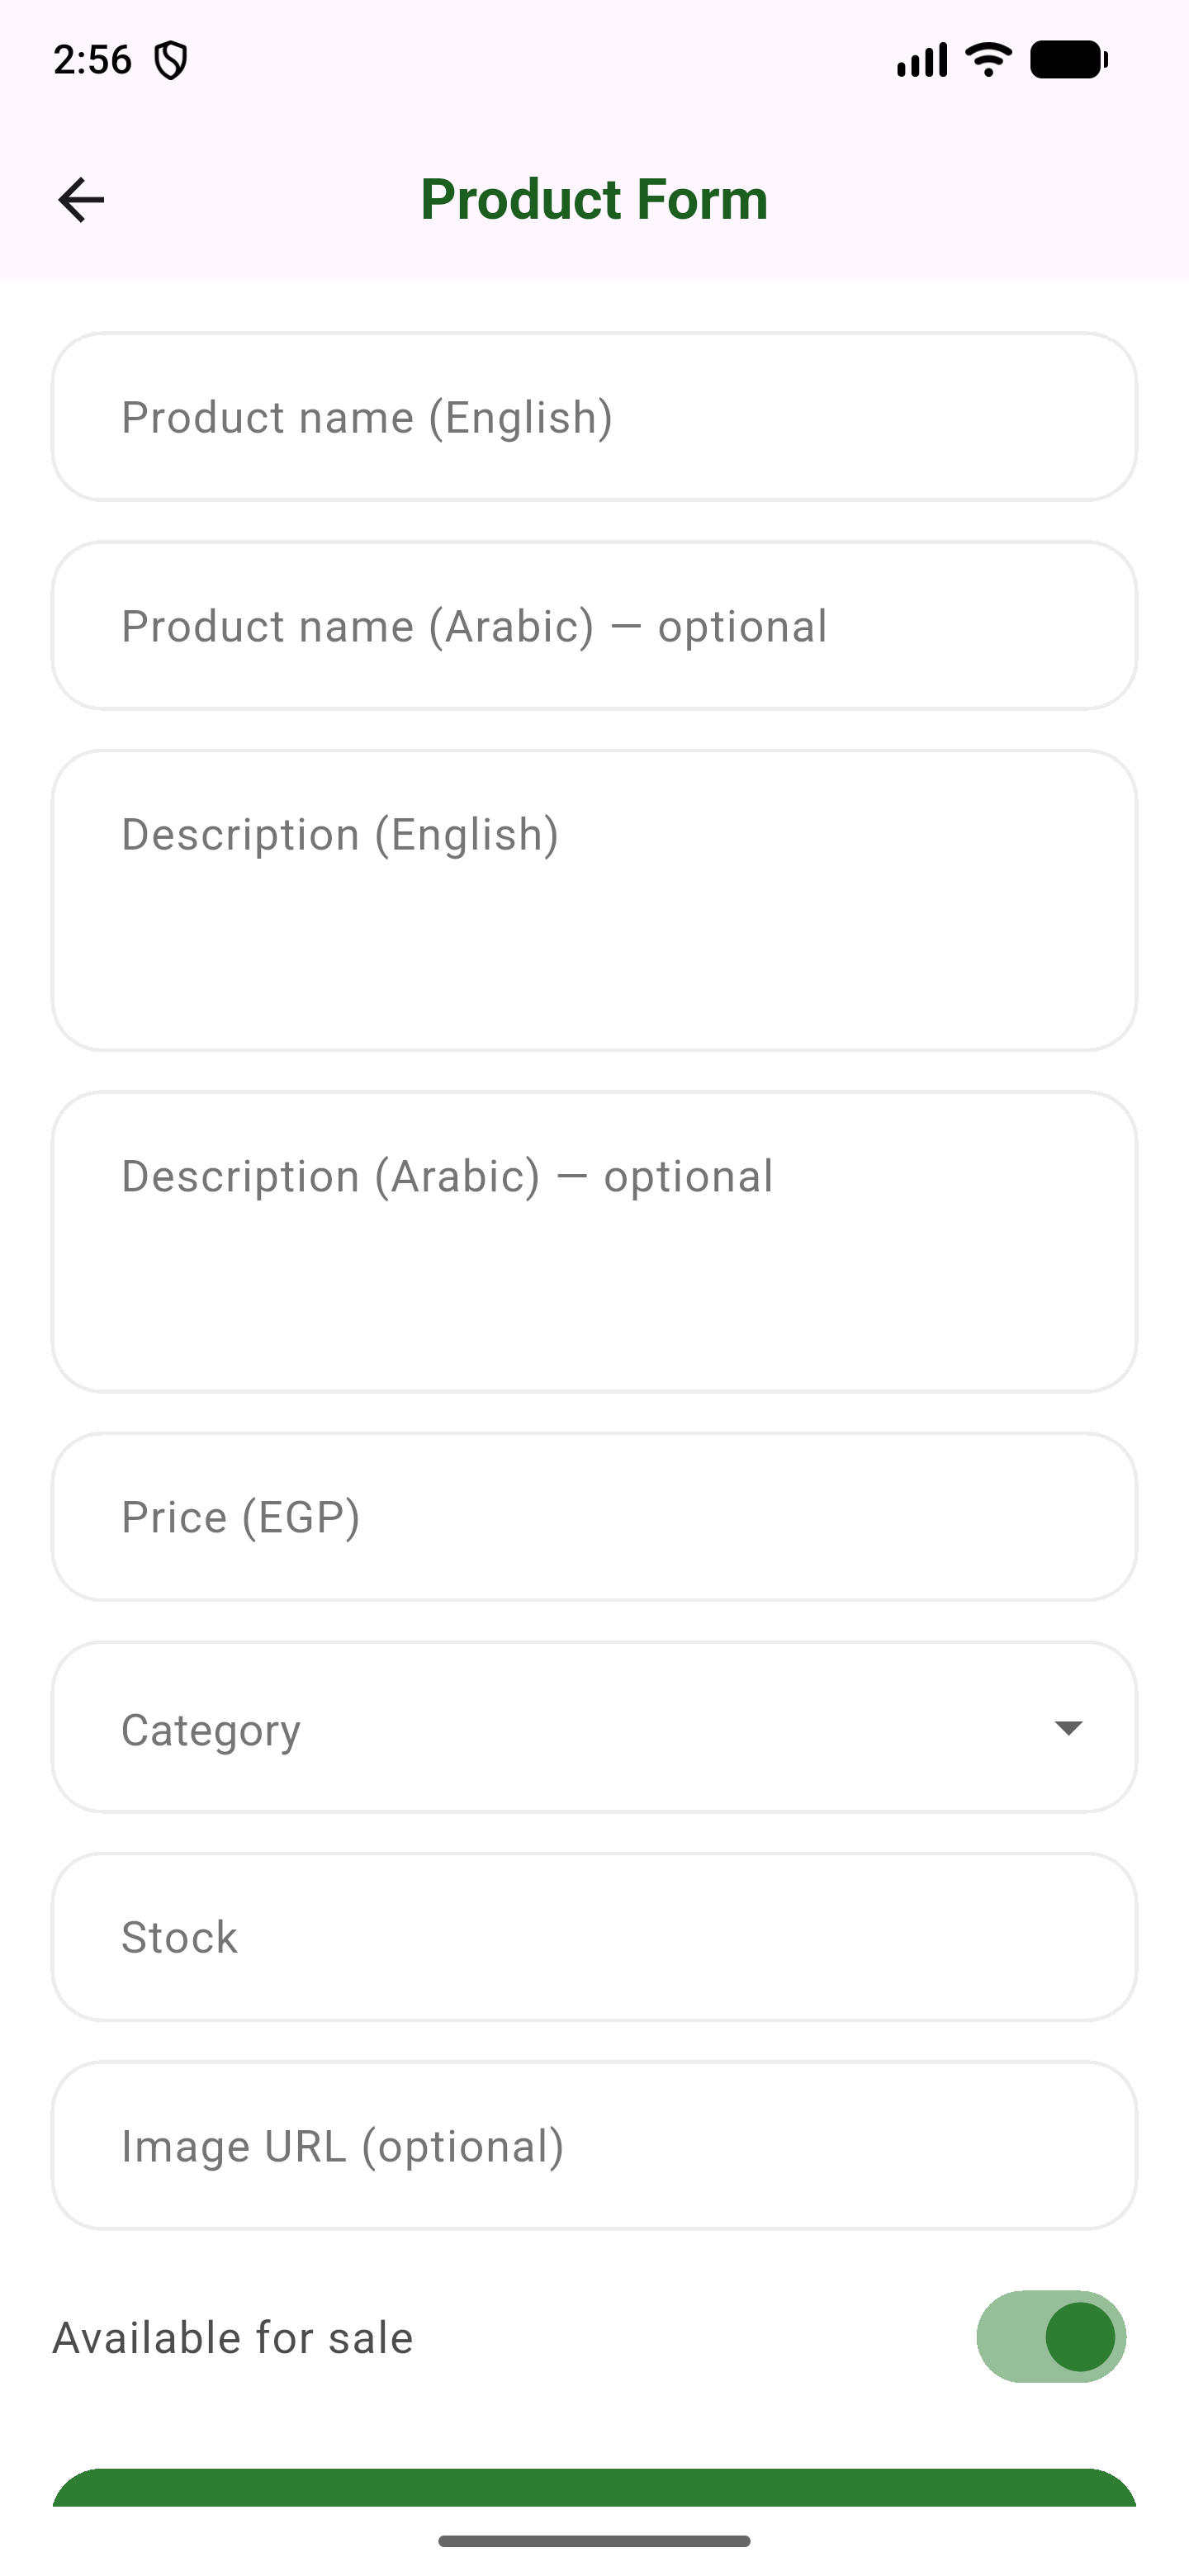 2:56
Product Form
Product name (English)
Product name (Arabic) — optional
Description (English)
Description (Arabic) — optional
Price (EGP)
Category
Stock
Image URL (optional)
Available for sale